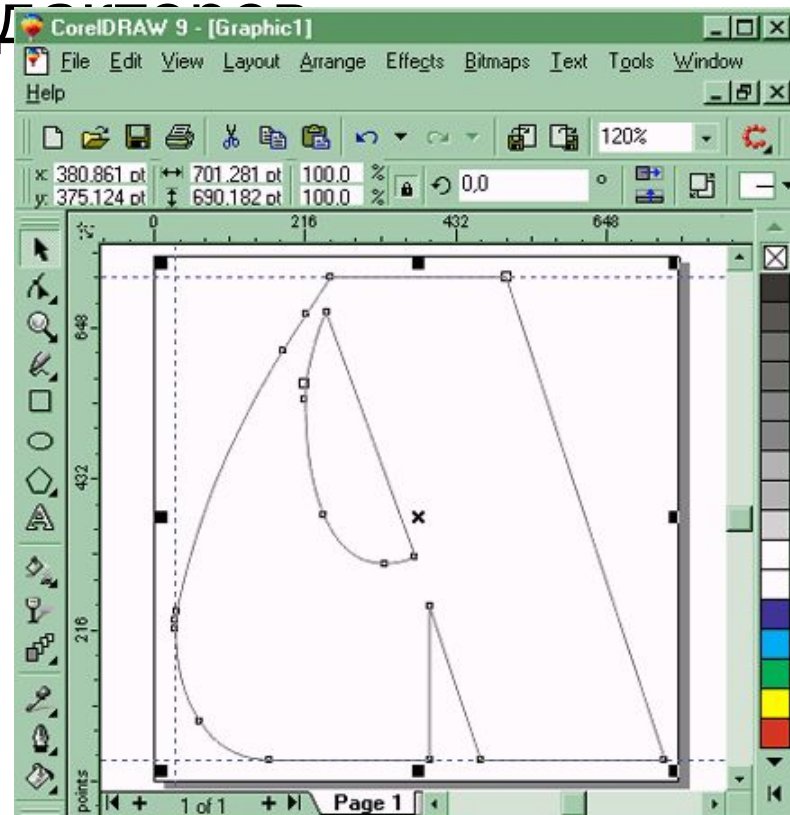 CorelDRAW 9 - [Graphic1]
File Edit View Layout Arrange Effects Bitmaps Text Tools Window
Help
120%
x: 380.861 pt 701.281 pt 100.0 % 0,0 °
y: 375.124 pt 690.182 pt 100.0 %
0 216 432 648
648
432
216
points
1 of 1 Page 1